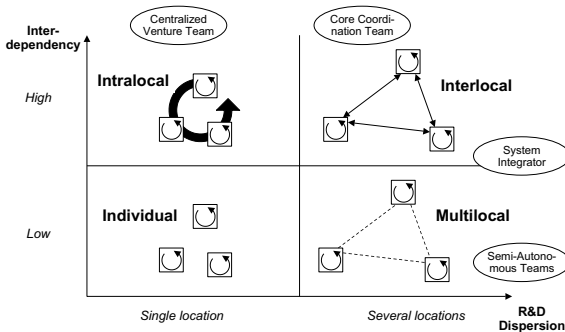 Inter-
dependency
Centralized
Venture Team
Core Coordi-
nation Team
High
Intralocal
Interlocal
System
Integrator
Individual
Multilocal
Low
Semi-Autono-
mous Teams
Single location
Several locations
R&D
Dispersion